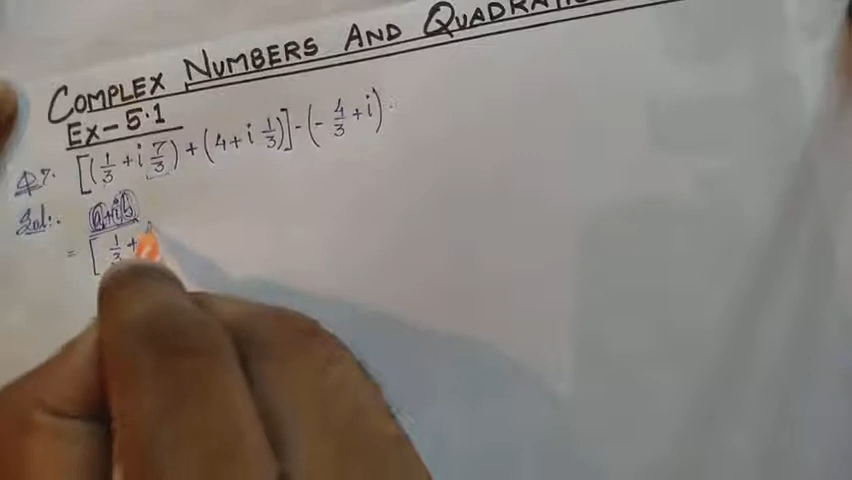 COMPLEX NUMBERS AND
Ex-5.1
Q7. [(1/3 + i 7/3) + (4 + i 1/3)] - (-4/3 + i).
Sol:.
a+ib
= [ 1/3 +